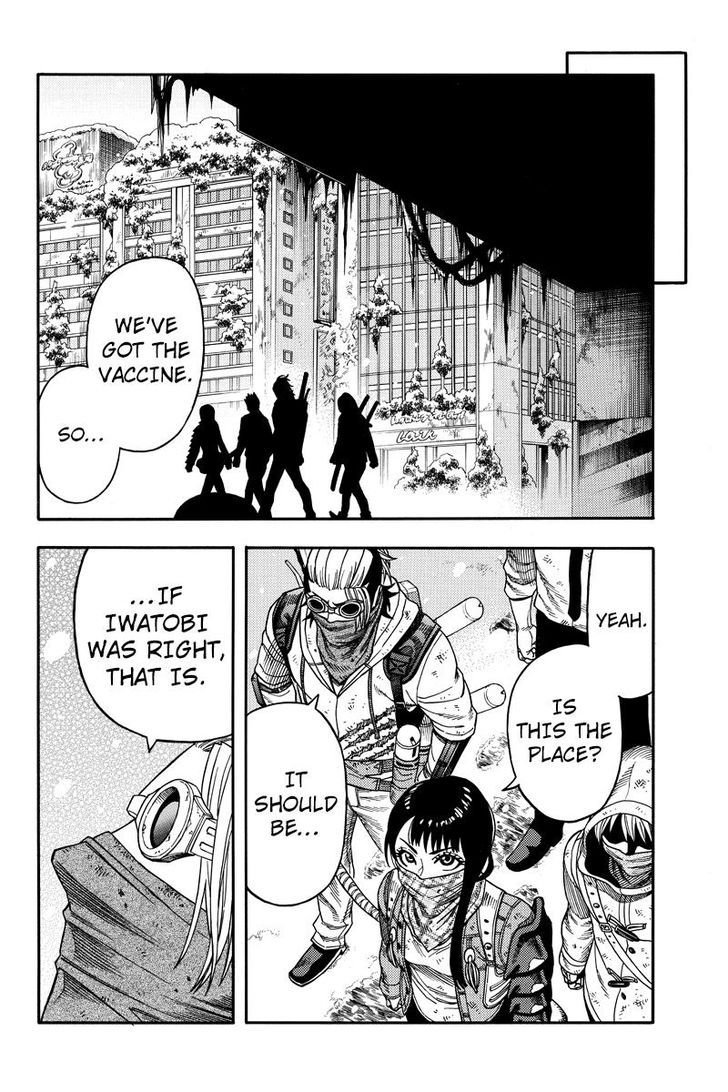 WE'VE
GOT THE
VACCINE.
SO...
YEAH.
IS
THIS THE
PLACE?
IT
SHOULD
BE...
...IF
IWATOBI
WAS RIGHT,
THAT IS.